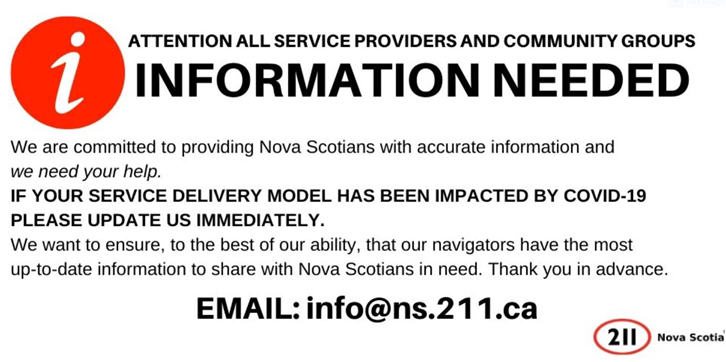 i
ATTENTION ALL SERVICE PROVIDERS AND COMMUNITY GROUPS
INFORMATION NEEDED
We are committed to providing Nova Scotians with accurate information and
we need your help.
IF YOUR SERVICE DELIVERY MODEL HAS BEEN IMPACTED BY COVID-19
PLEASE UPDATE US IMMEDIATELY.
We want to ensure, to the best of our ability, that our navigators have the most
up-to-date information to share with Nova Scotians in need. Thank you in advance.
EMAIL: info@ns.211.ca
211 Nova Scotia